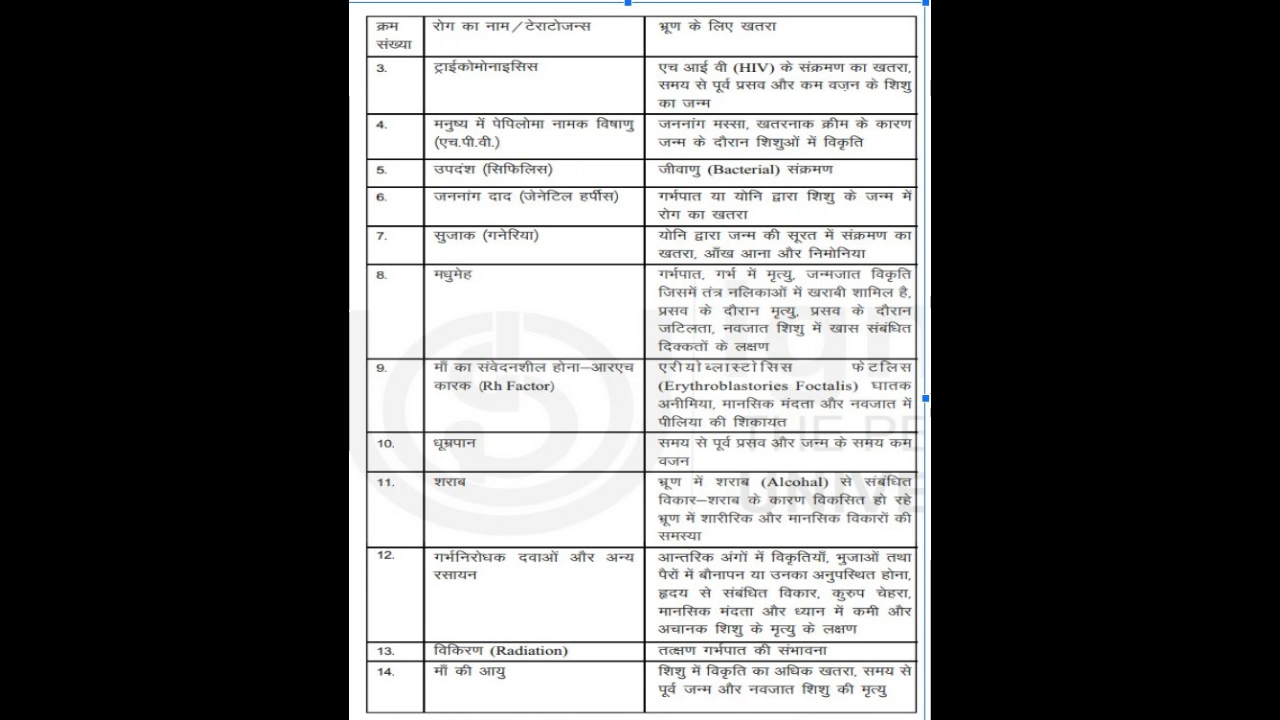 क्रम रोग का नाम/टेराटोजन्स भ्रूण के लिए खतरा
संख्या
3. ट्राईकोमोनाइसिस एच आई वी (HIV) के संक्रमण का खतरा,
समय से पूर्व प्रसव और कम वज़न के शिशु
का जन्म
4. मनुष्य में पेपिलोमा नामक विषाणु जननांग मस्सा, खतरनाक क्रीम के कारण
(एच.पी.वी.) जन्म के दौरान शिशुओं में विकृति
5. उपदंश (सिफिलिस) जीवाणु (Bacterial) संक्रमण
6. जननांग दाद (जेनेटिल हर्पीस) गर्भपात या योनि द्वारा शिशु के जन्म में
रोग का खतरा
7. सुजाक (गनेरिया) योनि द्वारा जन्म की सूरत में संक्रमण का
खतरा, आँख आना और निमोनिया
8. मधुमेह गर्भपात, गर्भ में मृत्यु, जन्मजात विकृति
जिसमें तंत्र नलिकाओं में खराबी शामिल है,
प्रसव के दौरान मृत्यु, प्रसव के दौरान
जटिलता, नवजात शिशु में खास संबंधित
दिक्कतों के लक्षण
9. माँ का संवेदनशील होना–आरएच एरीयोब्लास्टोसिस फेटलिस
कारक (Rh Factor) (Erythroblastories Foctalis) घातक
अनीमिया, मानसिक मंदता और नवजात में
पीलिया की शिकायत
10. धूम्रपान समय से पूर्व प्रसव और जन्म के समय कम
वजन
11. शराब भ्रूण में शराब (Alcohal) से संबंधित
विकार–शराब के कारण विकसित हो रहे
भ्रूण में शारीरिक और मानसिक विकारों की
समस्या
12. गर्भनिरोधक दवाओं और अन्य आन्तरिक अंगों में विकृतियाँ, भुजाओं तथा
रसायन पैरों में बौनापन या उनका अनुपस्थित होना,
हृदय से संबंधित विकार, कुरुप चेहरा,
मानसिक मंदता और ध्यान में कमी और
अचानक शिशु के मृत्यु के लक्षण
13. विकिरण (Radiation) तत्क्षण गर्भपात की संभावना
14. माँ की आयु शिशु में विकृति का अधिक खतरा, समय से
पूर्व जन्म और नवजात शिशु की मृत्यु
THE PE
UNIVE